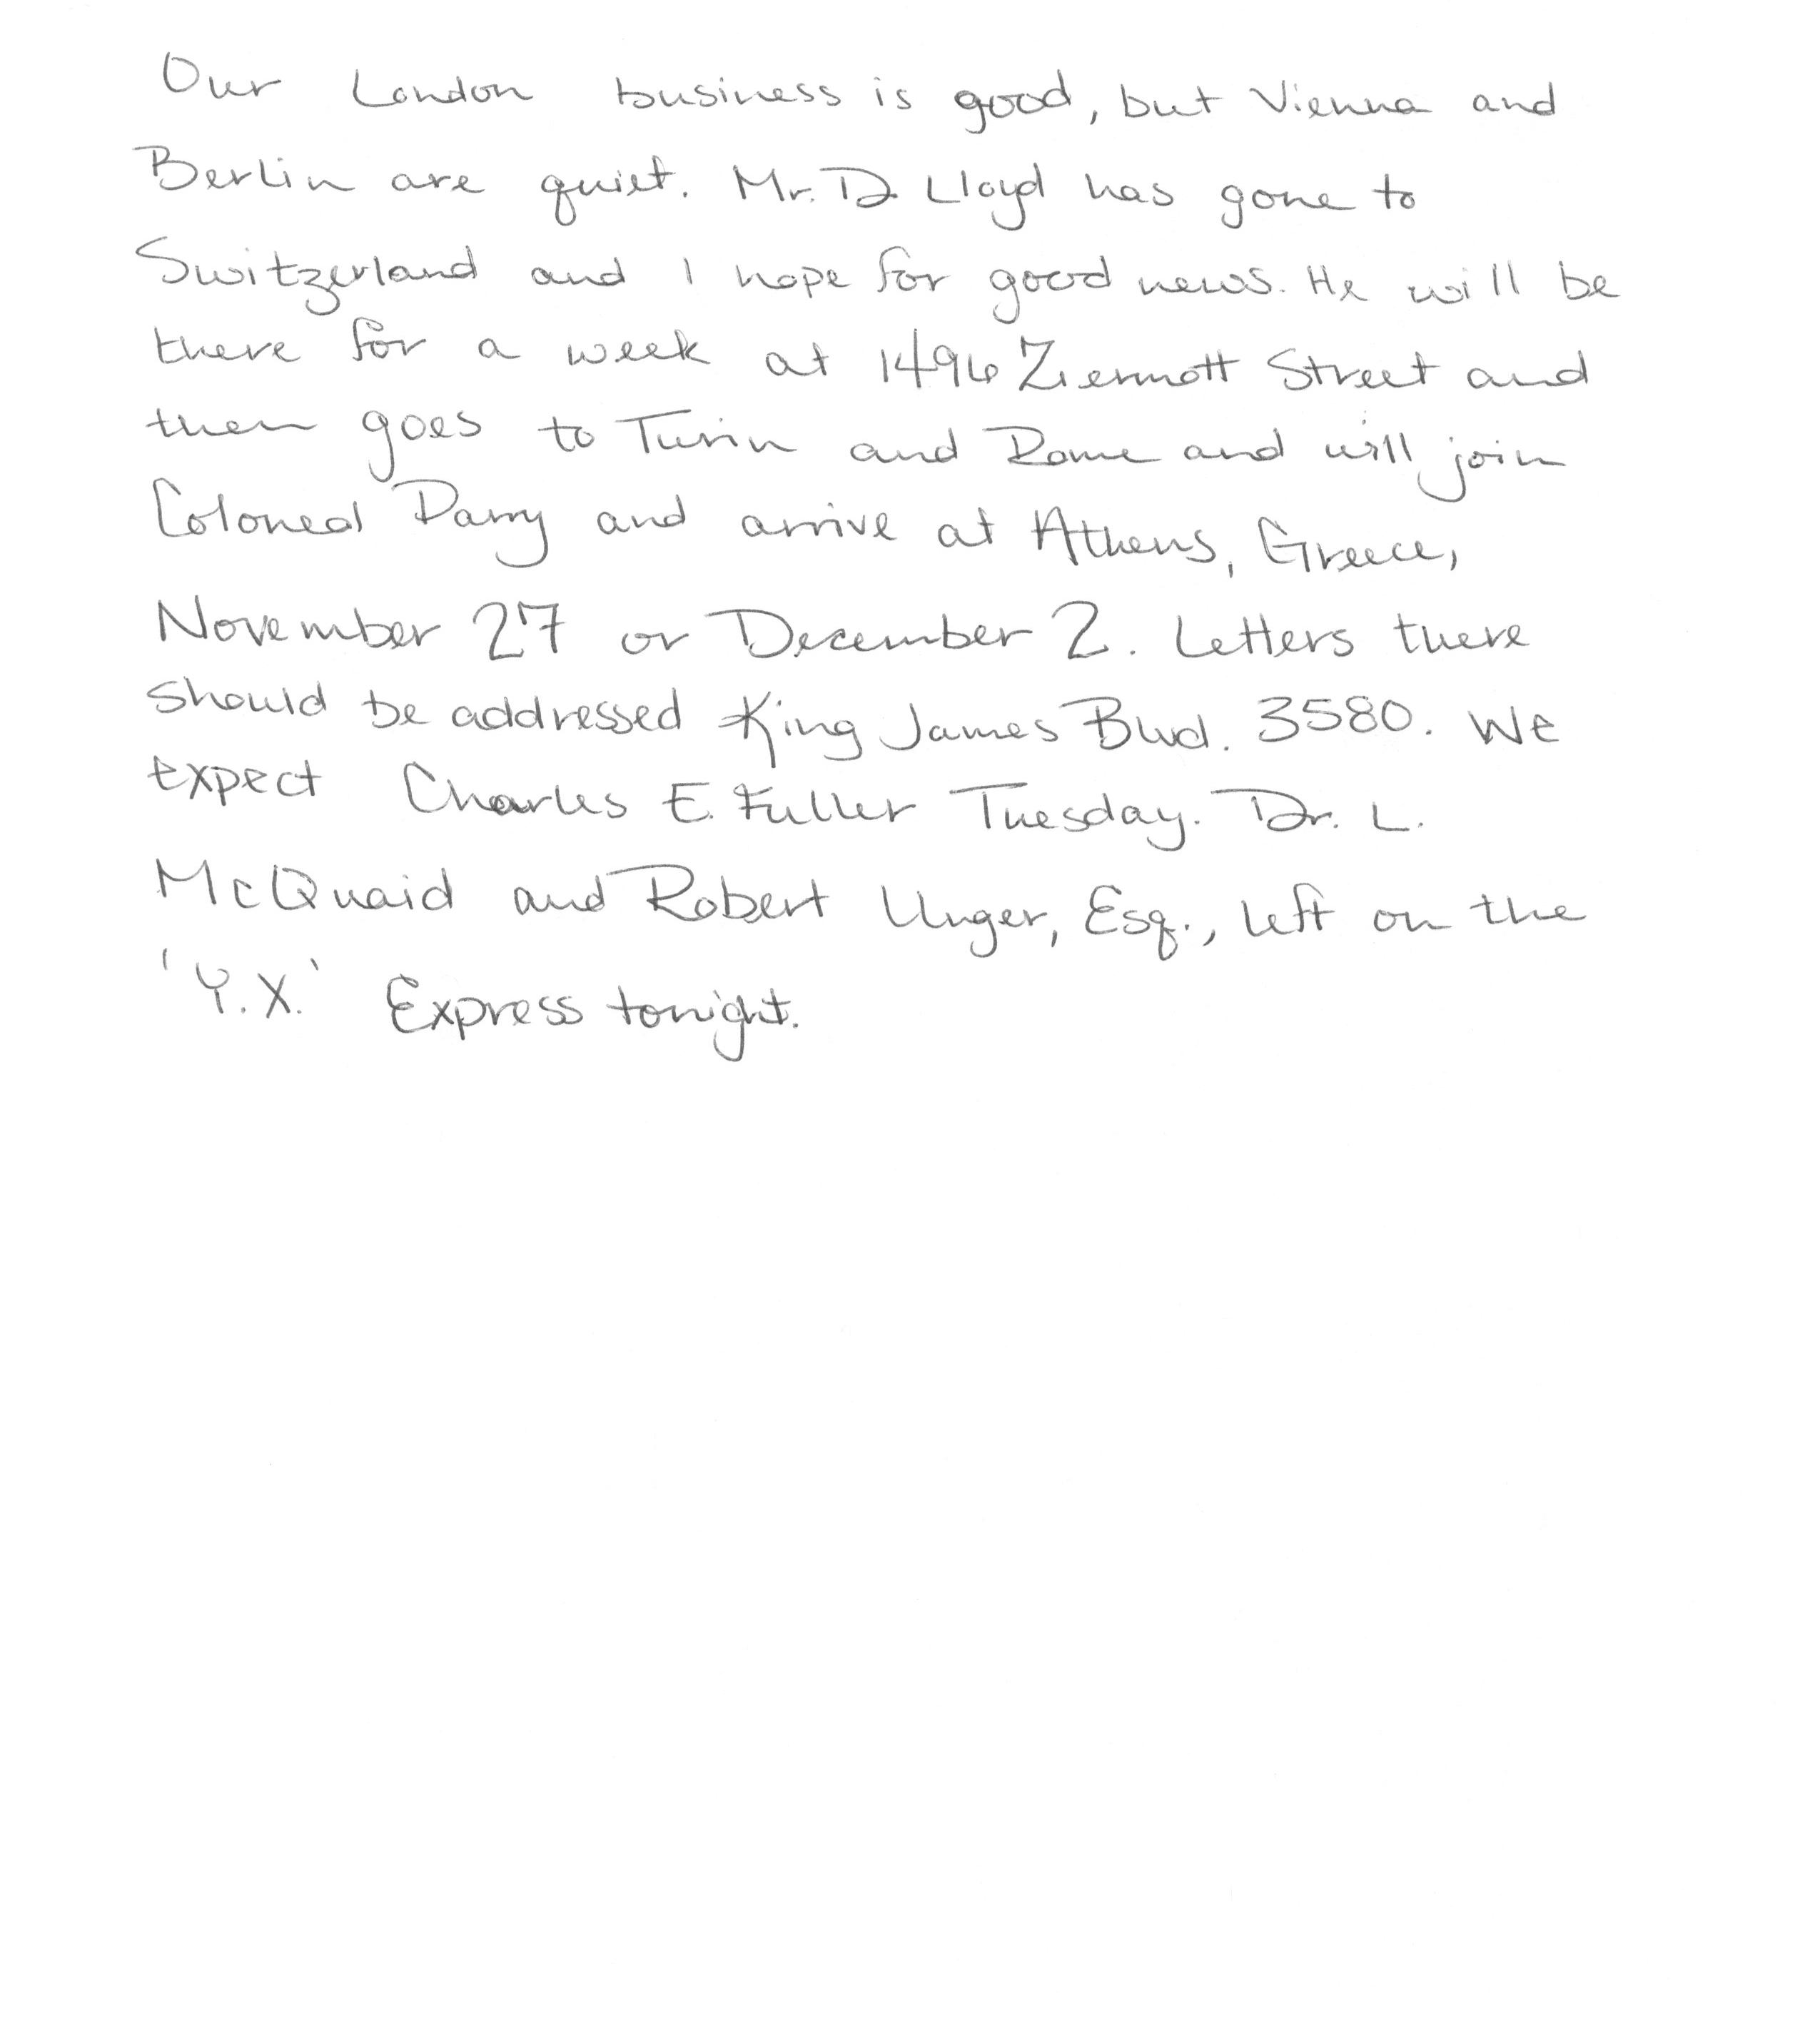 Our London business is good, but Vienna and
Berlin are quiet. Mr. D. Lloyd has gone to
Switzerland and I hope for good news. He will be
there for a week at 1496 Ziermott Street and
then goes to Turin and Rome and will join
Colonel Parry and arrive at Athens, Greece,
November 27 or December 2. Letters there
should be addressed King James Blvd. 3580. We
expect Charles E. Fuller Tuesday. Dr. L.
McQuaid and Robert Unger, Esq., left on the
'Y.X.' Express tonight.